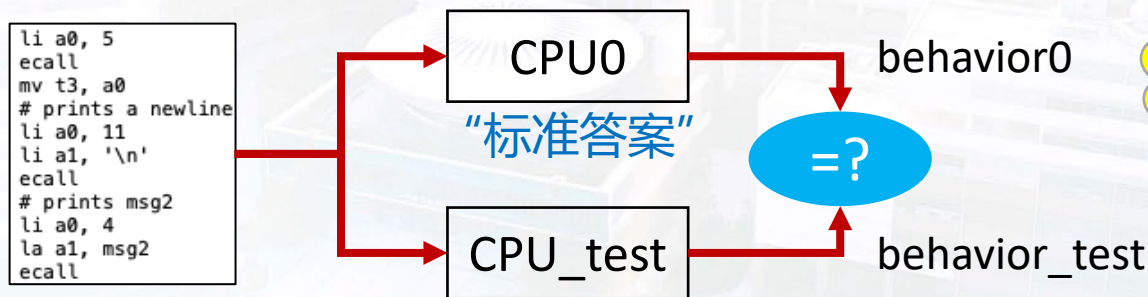 li a0, 5
ecall
mv t3, a0
# prints a newline
li a0, 11
li a1, '\n'
ecall
# prints msg2
li a0, 4
la a1, msg2
ecall
CPU0
“标准答案”
CPU_test
behavior0
=?
behavior_test